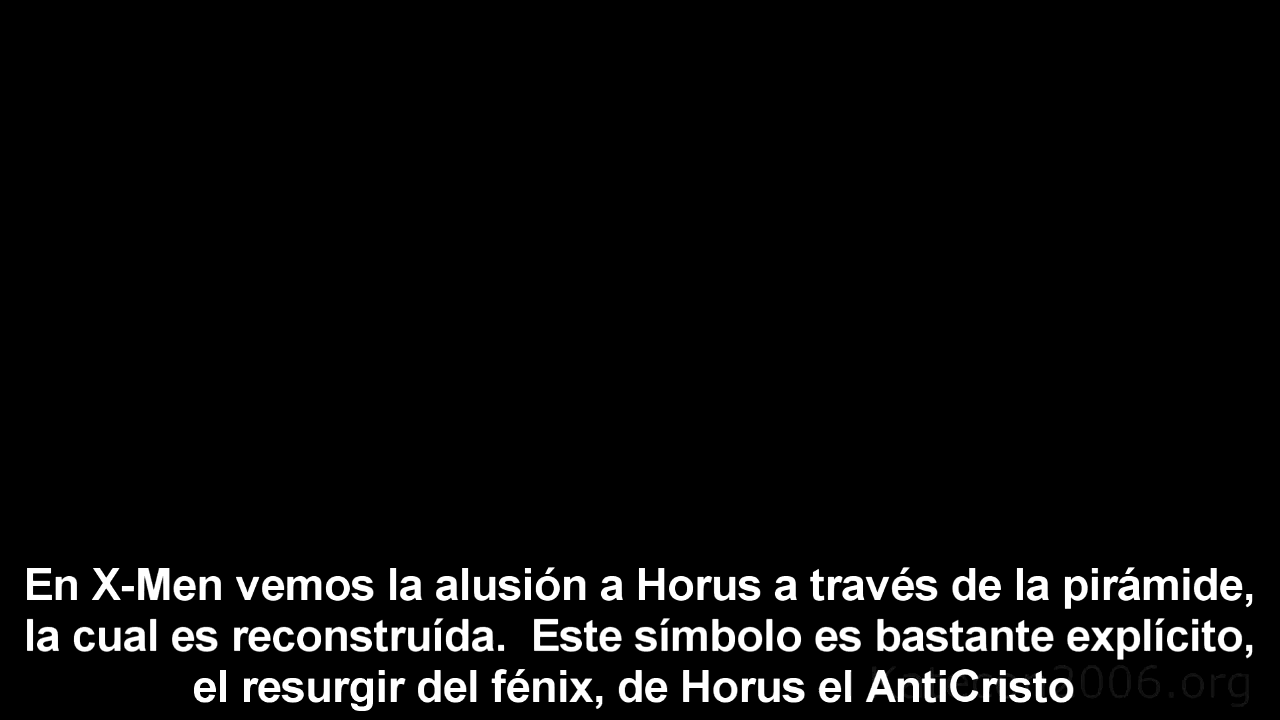 En X-Men vemos la alusión a Horus a través de la pirámide,
la cual es reconstruída.  Este símbolo es bastante explícito,
el resurgir del fénix, de Horus el AntiCristo